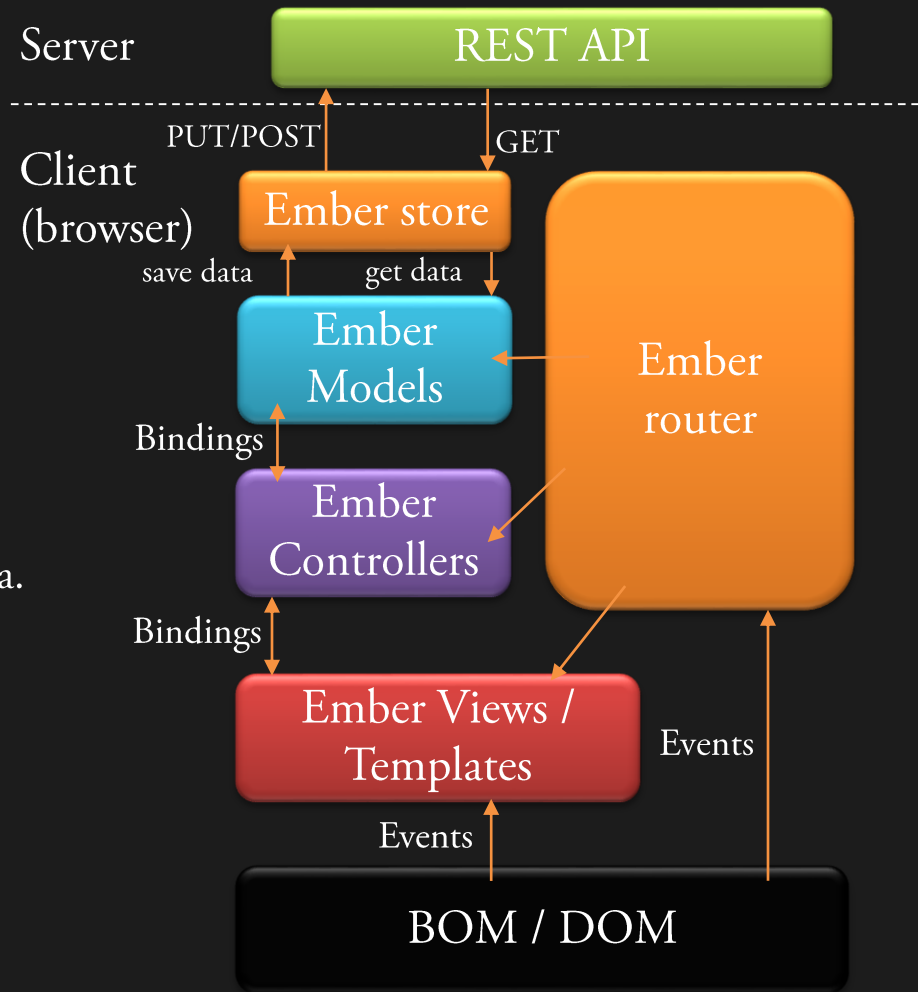 Server
REST API
PUT/POST
GET
Client
(browser)
Ember store
save data
get data
Ember
Models
Ember
router
Bindings
Ember
Controllers
a.
Bindings
Ember Views /
Templates
Events
Events
BOM / DOM